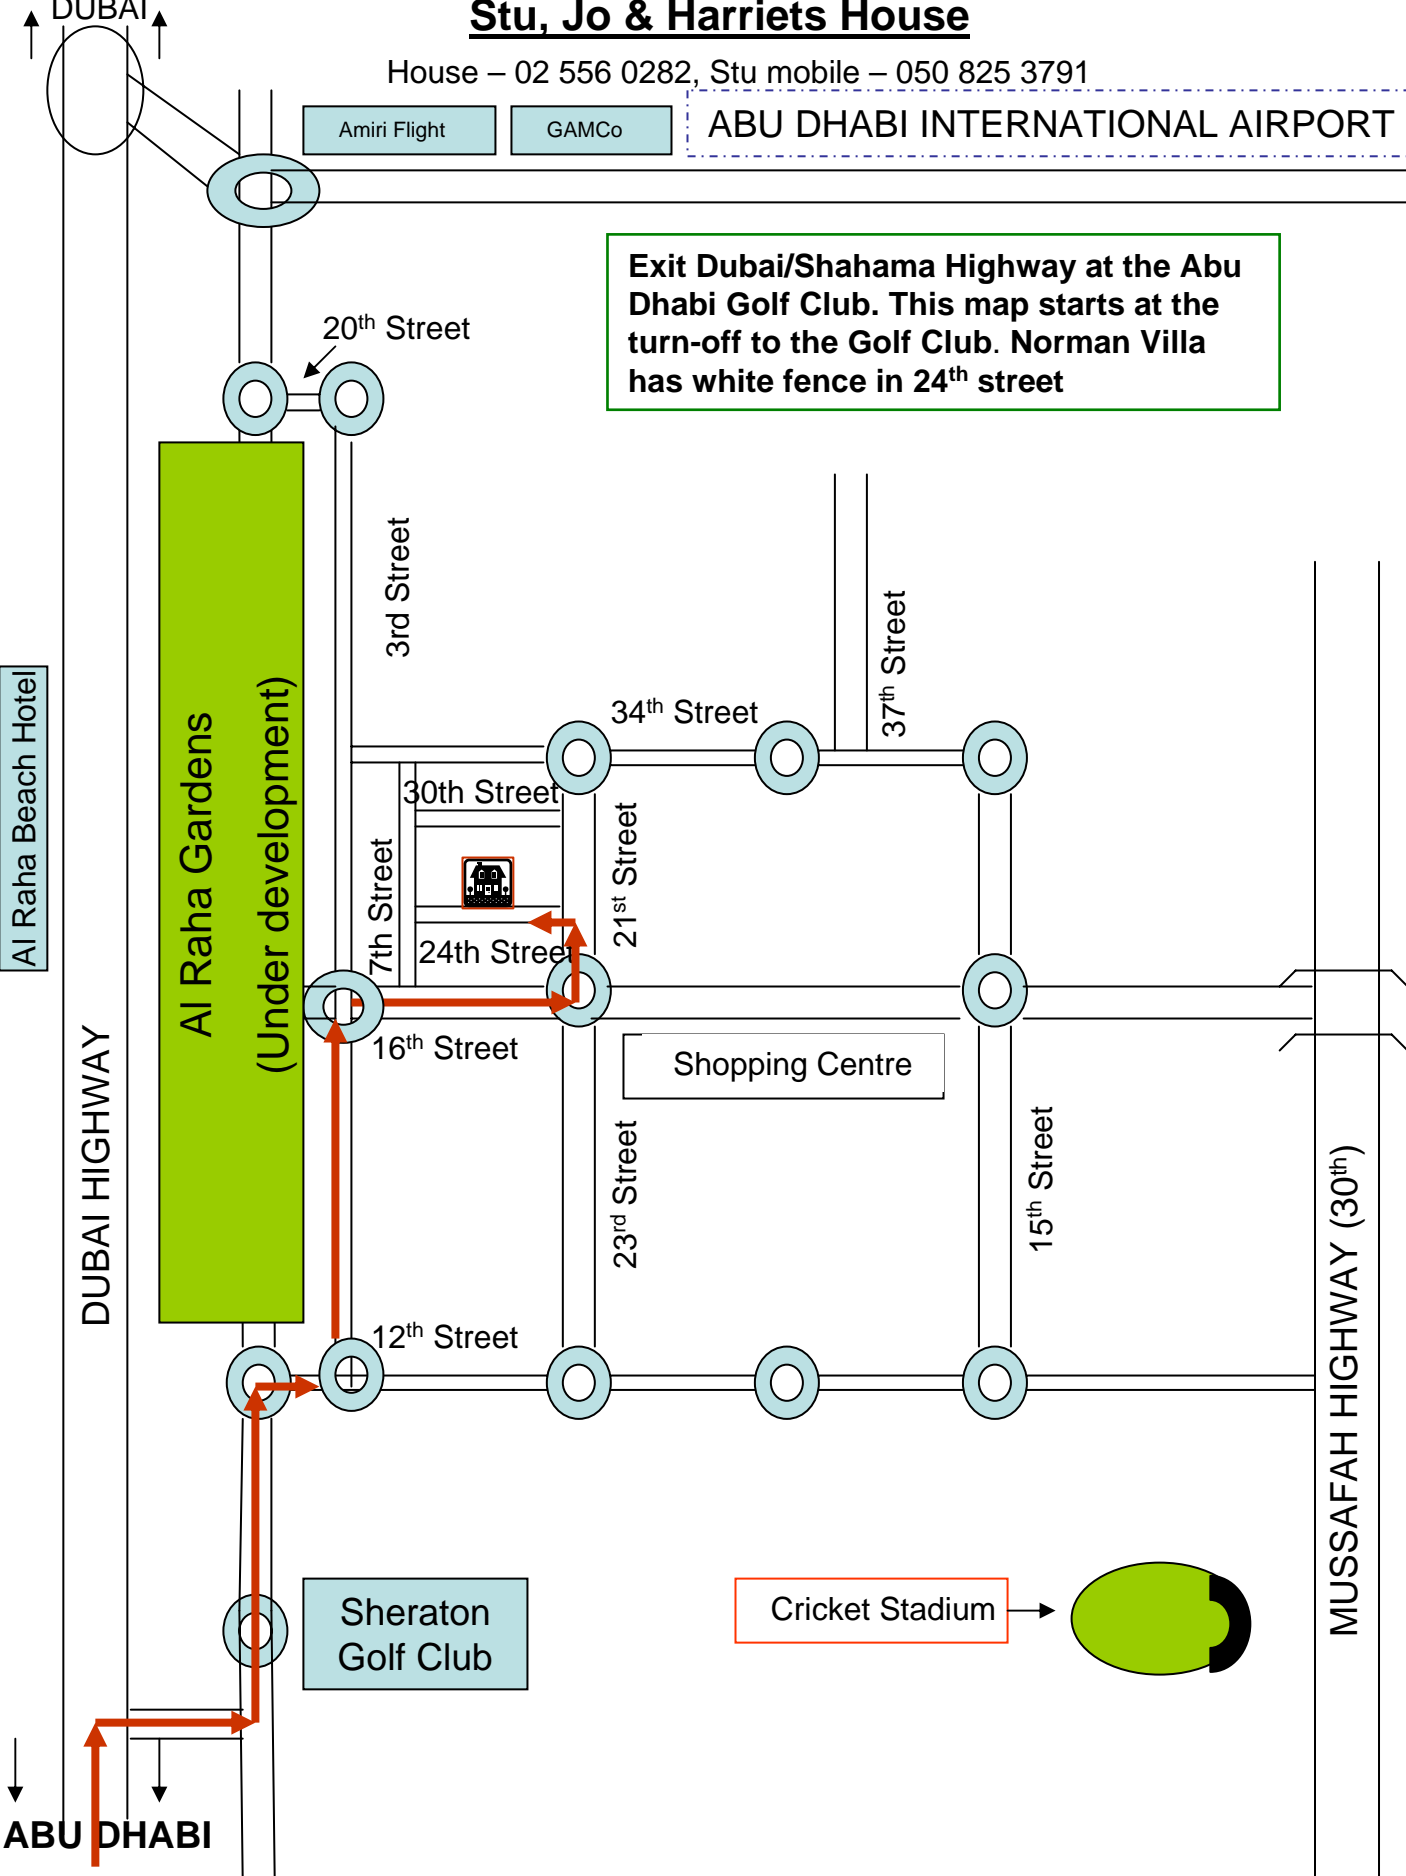 DUBAI
Stu, Jo & Harriets House
House – 02 556 0282, Stu mobile – 050 825 3791
Amiri Flight
GAMCo
ABU DHABI INTERNATIONAL AIRPORT
Exit Dubai/Shahama Highway at the Abu
Dhabi Golf Club. This map starts at the
turn-off to the Golf Club. Norman Villa
has white fence in 24th street
20th Street
3rd Street
37th Street
34th Street
30th Street
Al Raha Beach Hotel
Al Raha Gardens
(Under development)
7th Street
21st Street
24th Street
16th Street
Shopping Centre
DUBAI HIGHWAY
23rd Street
15th Street
MUSSAFAH HIGHWAY (30th)
12th Street
Sheraton
Golf Club
Cricket Stadium
ABU DHABI